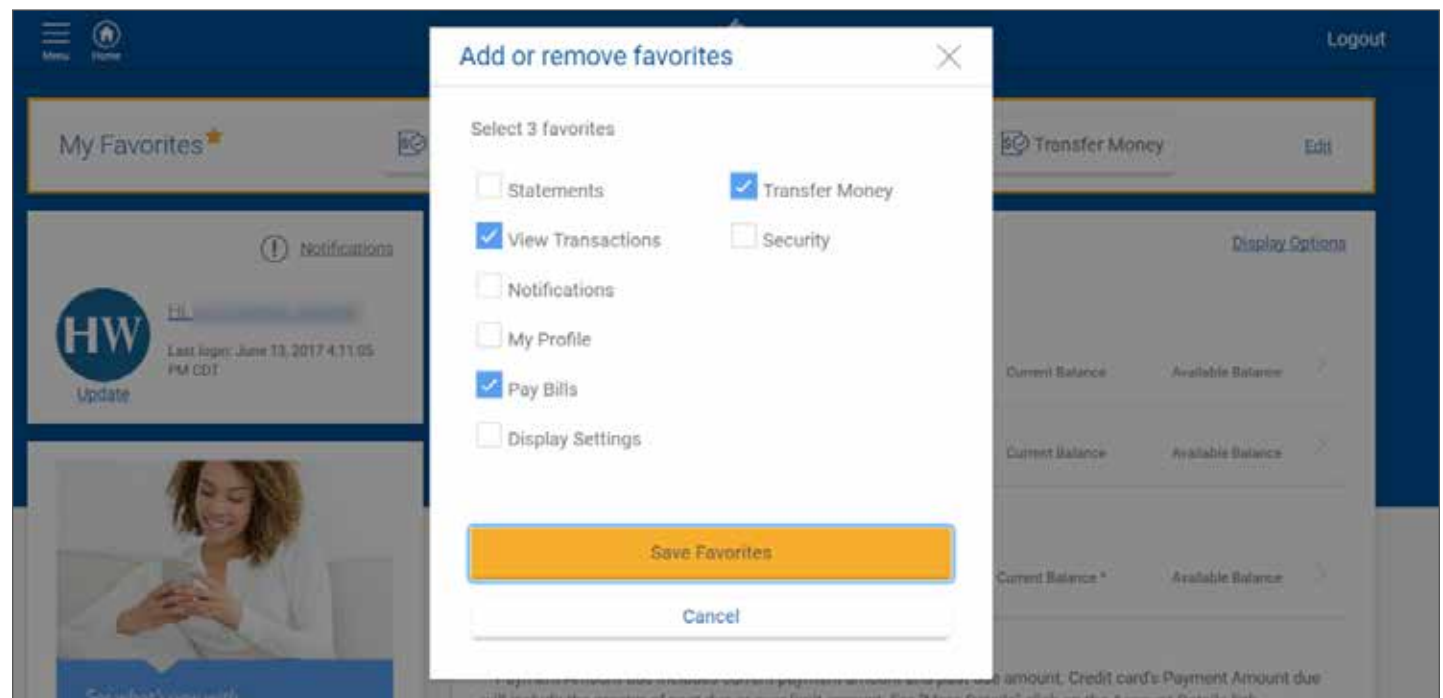 Menu Home
Logout
Add or remove favorites
My Favorites
Select 3 favorites
Transfer Money
Edit
Statements
Transfer Money
View Transactions
Security
Notifications
My Profile
Pay Bills
Display Settings
Save Favorites
Cancel
Notifications
HW
Hi,
Last login: June 13, 2017 4:11:05
PM CDT
Update
Display Options
Current Balance Available Balance
Current Balance Available Balance
Current Balance * Available Balance
due amount, Credit card's Payment Amount due